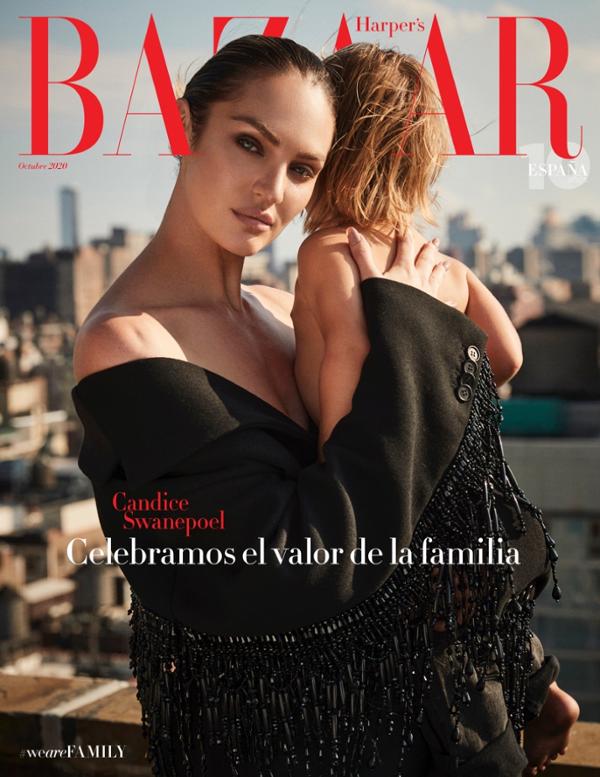 Harper's
BAZAAR
Octubre 2020
10
ESPAÑA
Candice
Swanepoel
Celebramos el valor de la familia
#weareFAMILY